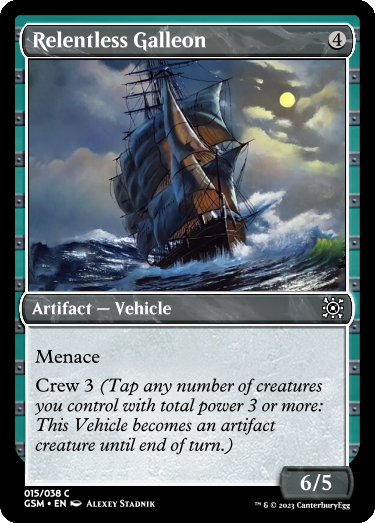 Relentless Galleon 4
Artifact — Vehicle
Menace
Crew 3 (Tap any number of creatures
you control with total power 3 or more:
This Vehicle becomes an artifact
creature until end of turn.)
6/5
015/038 C
GSM • EN Alexey Stadnik
™ & © 2023 CanterburyEgg